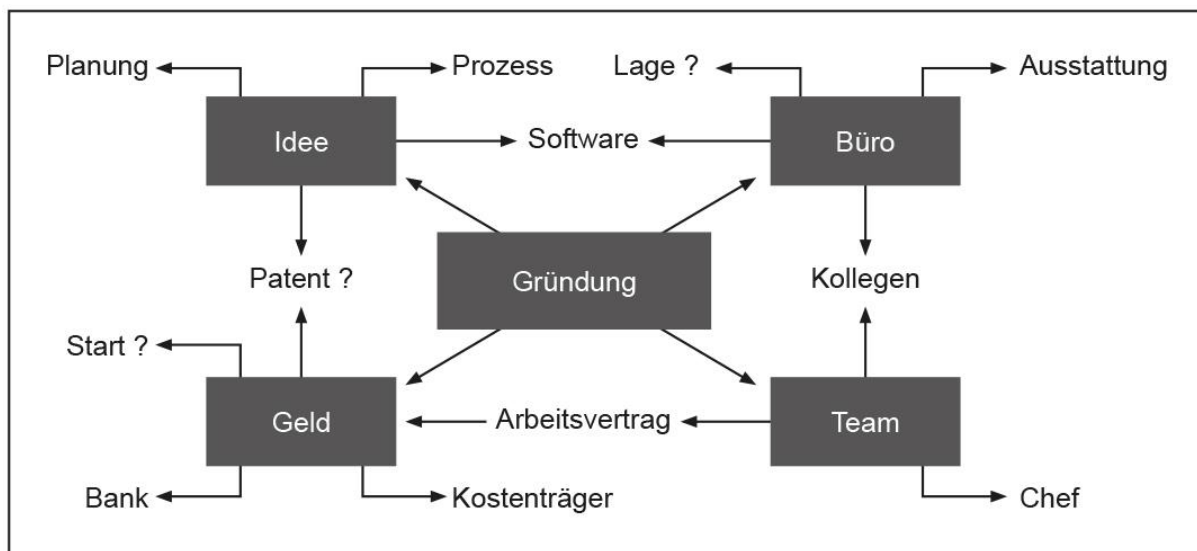 Planung
Prozess
Lage ?
Ausstattung
Idee
Software
Büro
Patent ?
Gründung
Kollegen
Start ?
Geld
Arbeitsvertrag
Team
Bank
Kostenträger
Chef